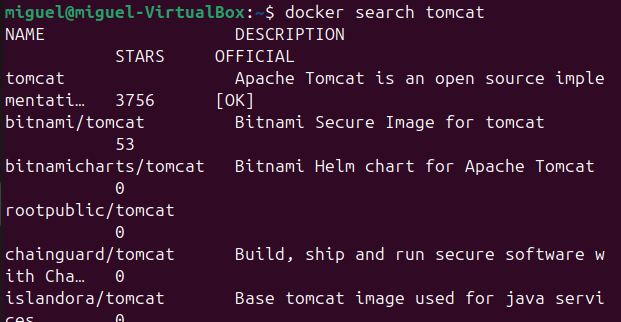 miguel@miguel-VirtualBox:~$ docker search tomcat
NAME                   DESCRIPTION
           STARS     OFFICIAL
tomcat                 Apache Tomcat is an open source imple
mentati…   3756      [OK]
bitnami/tomcat         Bitnami Secure Image for tomcat
           53
bitnamicharts/tomcat   Bitnami Helm chart for Apache Tomcat
           0
rootpublic/tomcat
           0
chainguard/tomcat      Build, ship and run secure software w
ith Cha…   0
islandora/tomcat       Base tomcat image used for java servi
ces        0